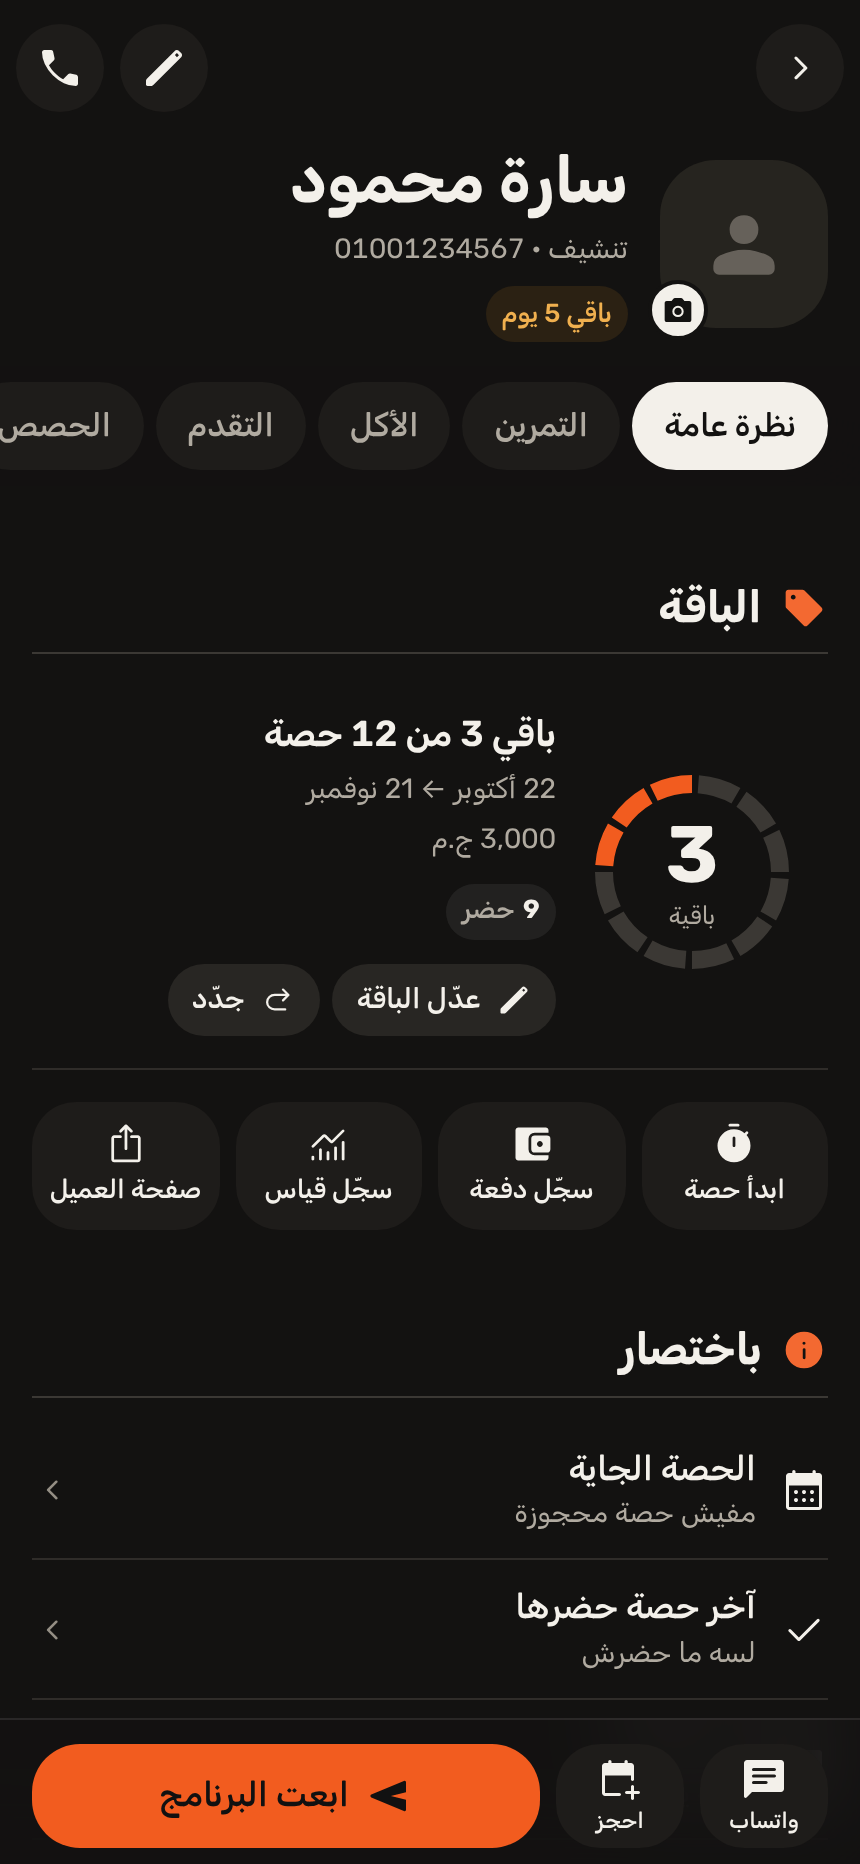 سارة محمود
تنشيف • 01001234567
باقي 5 يوم
نظرة عامة
التمرين
الأكل
التقدم
الحصص
الباقة
باقي 3 من 12 حصة
22 أكتوبر ← 21 نوفمبر
3,000 ج.م
9 حضر
3
باقية
عدّل الباقة
جدّد
ابدأ حصة
سجّل دفعة
سجّل قياس
صفحة العميل
باختصار
الحصة الجاية
مفيش حصة محجوزة
آخر حصة حضرها
لسه ما حضرش
واتساب
احجز
ابعت البرنامج